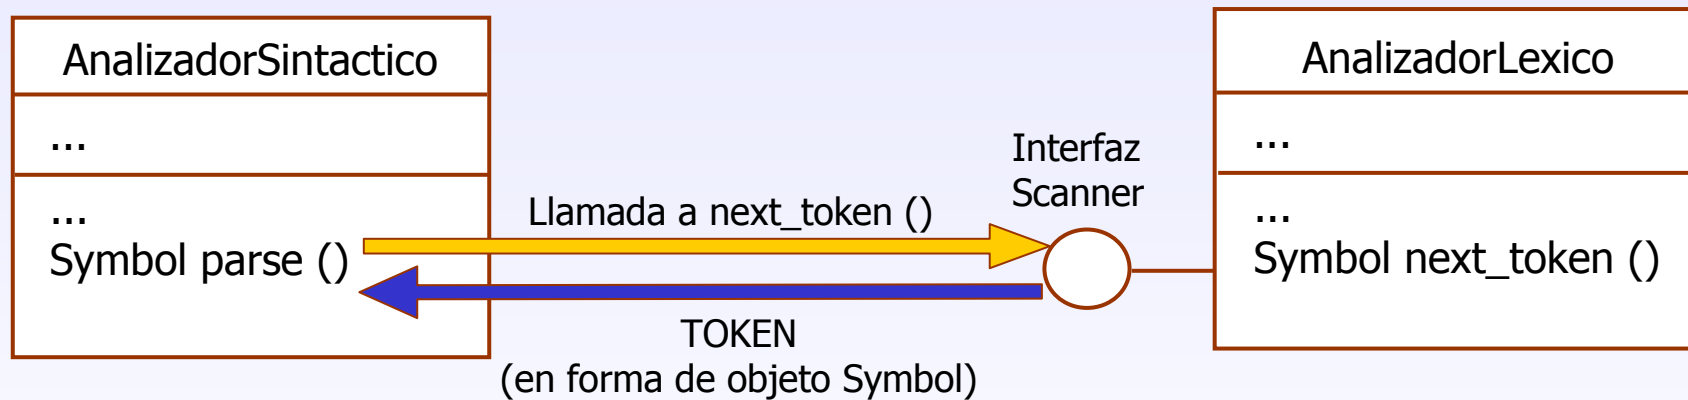 AnalizadorSintactico
...
...
Symbol parse ()
Llamada a next_token ()
TOKEN
(en forma de objeto Symbol)
Interfaz
Scanner
AnalizadorLexico
...
...
Symbol next_token ()